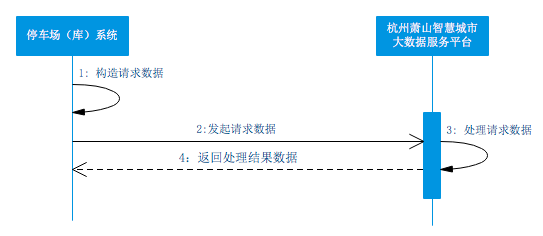 停车场（库）系统
杭州萧山智慧城市
大数据服务平台
1: 构造请求数据
2:发起请求数据
3: 处理请求数据
4：返回处理结果数据